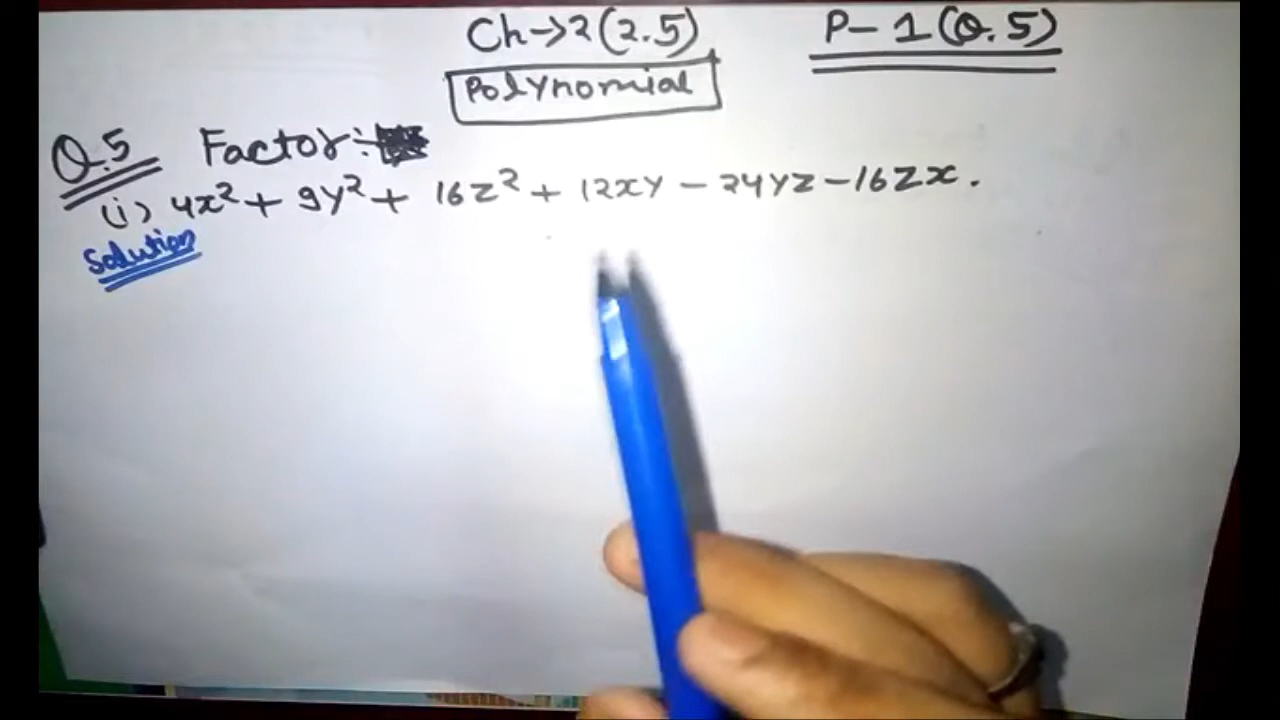 Ch→2(2.5) P-1(Q.5)
Polynomial
Q.5 Factor:-
(i) 4x²+ 9y²+ 16z² + 12xy - 24yz - 16zx.
Solution